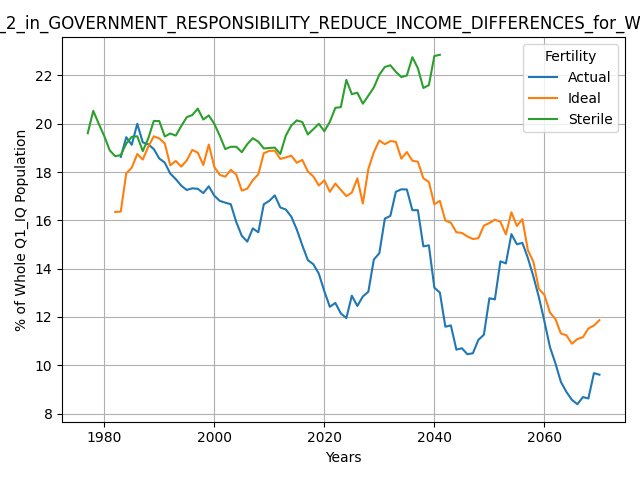 _2_in_GOVERNMENT_RESPONSIBILITY_REDUCE_INCOME_DIFFERENCES_for_W
Fertility
Actual
Ideal
Sterile
% of Whole Q1_IQ Population
22
20
18
16
14
12
10
8
1980
2000
2020
2040
2060
Years